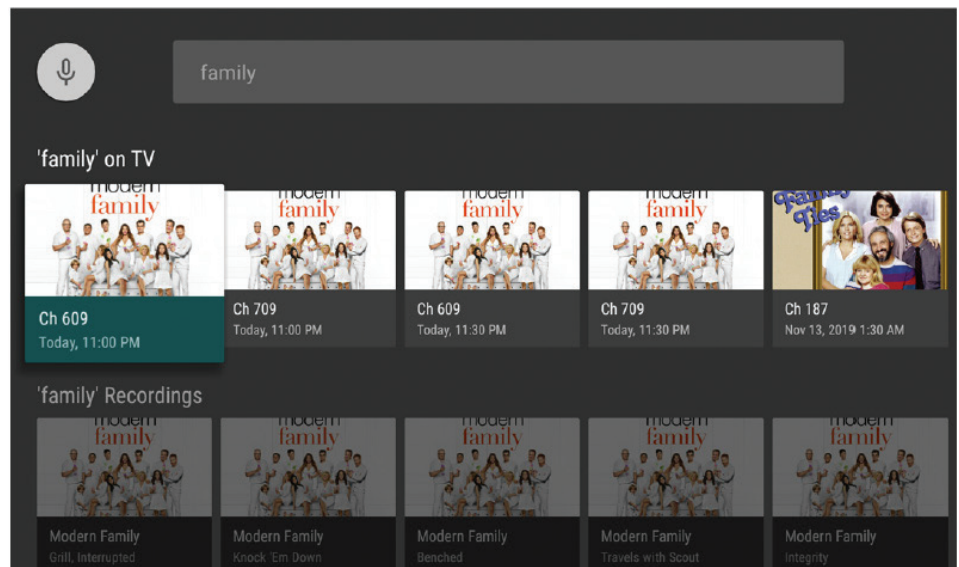 family
'family' on TV
modern
family
Ch 609
Today, 11:00 PM
modern
family
Ch 709
Today, 11:00 PM
modern
family
Ch 609
Today, 11:30 PM
modern
family
Ch 709
Today, 11:30 PM
Family
Ties
Ch 187
Nov 13, 2019 1:30 AM
'family' Recordings
modern
family
Modern Family
Grill, Interrupted
modern
family
Modern Family
Knock 'Em Down
modern
family
Modern Family
Benched
modern
family
Modern Family
Travels with Scout
modern
family
Modern Family
Integrity